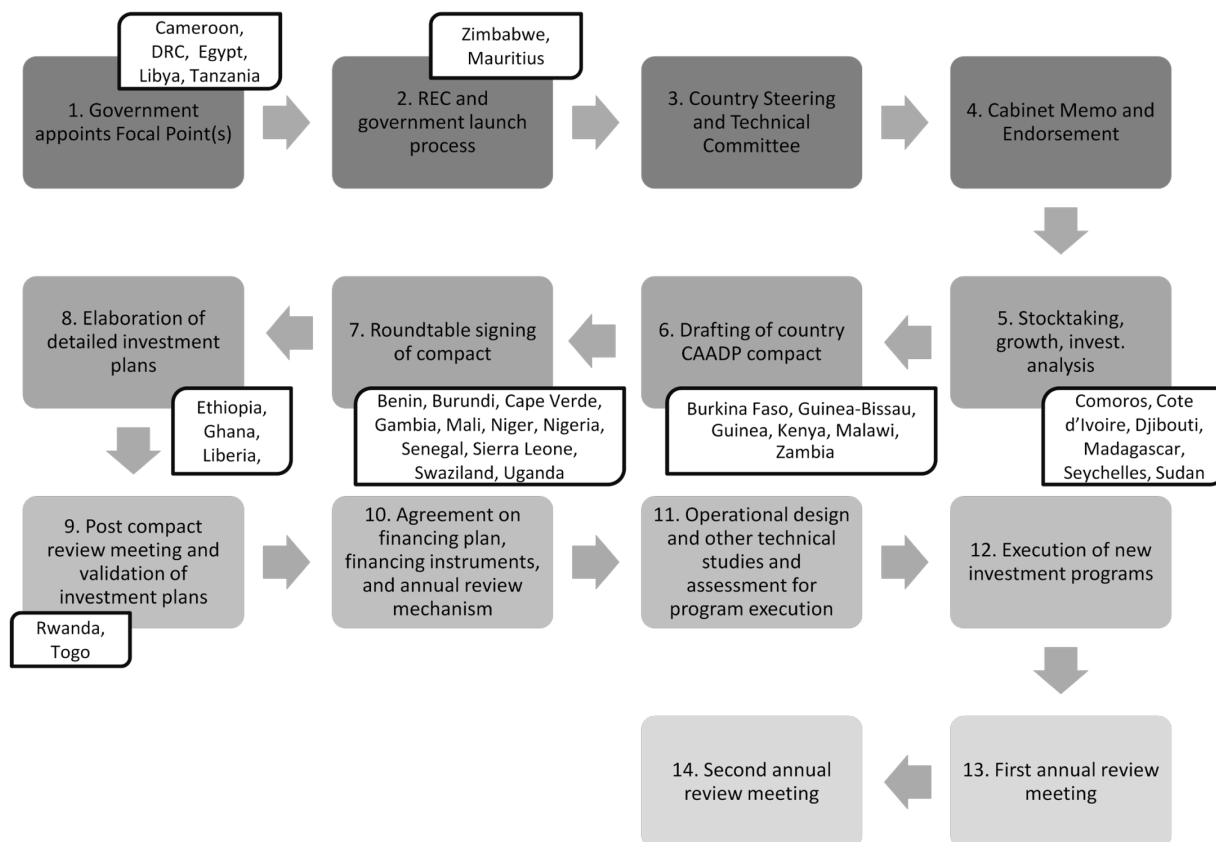 Cameroon,
DRC, Egypt,
Libya, Tanzania
1. Government
appoints Focal Point(s)
Zimbabwe,
Mauritius
2. REC and
government launch
process
3. Country Steering
and Technical
Committee
4. Cabinet Memo and
Endorsement
5. Stocktaking,
growth, invest.
analysis
Comoros, Cote
d'Ivoire, Djibouti,
Madagascar,
Seychelles, Sudan
6. Drafting of country
CAADP compact
Burkina Faso, Guinea-Bissau,
Guinea, Kenya, Malawi,
Zambia
7. Roundtable signing
of compact
Benin, Burundi, Cape Verde,
Gambia, Mali, Niger, Nigeria,
Senegal, Sierra Leone,
Swaziland, Uganda
8. Elaboration of
detailed investment
plans
Ethiopia,
Ghana,
Liberia,
9. Post compact
review meeting and
validation of
investment plans
Rwanda,
Togo
10. Agreement on
financing plan,
financing instruments,
and annual review
mechanism
11. Operational design
and other technical
studies and
assessment for
program execution
12. Execution of new
investment programs
13. First annual review
meeting
14. Second annual
review meeting